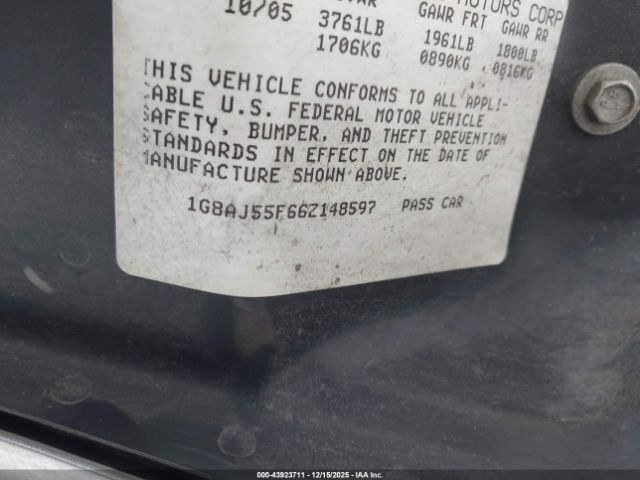 MOTORS CORP
10/05 GVWR GAWR FRT GAWR RR
3761LB 1961LB 1800LB
1706KG 0890KG 0816KG
THIS VEHICLE CONFORMS TO ALL APPLI-
ABLE U.S. FEDERAL MOTOR VEHICLE
SAFETY, BUMPER, AND THEFT PREVENTION
STANDARDS IN EFFECT ON THE DATE OF
MANUFACTURE SHOWN ABOVE.
1G8AJ55F66Z148597 PASS CAR
000-43923711 - 12/15/2025 - IAA Inc.